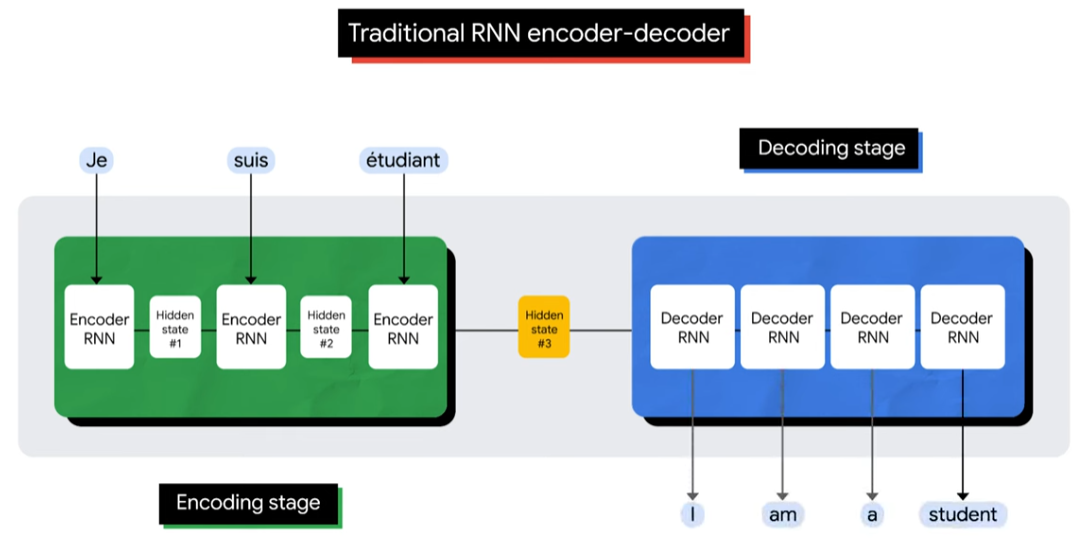 Traditional RNN encoder-decoder
Decoding stage
Je
suis
étudiant
Encoder
RNN
Hidden
state
#1
Encoder
RNN
Hidden
state
#2
Encoder
RNN
Hidden
state
#3
Decoder
RNN
Decoder
RNN
Decoder
RNN
Decoder
RNN
Encoding stage
I
am
a
student